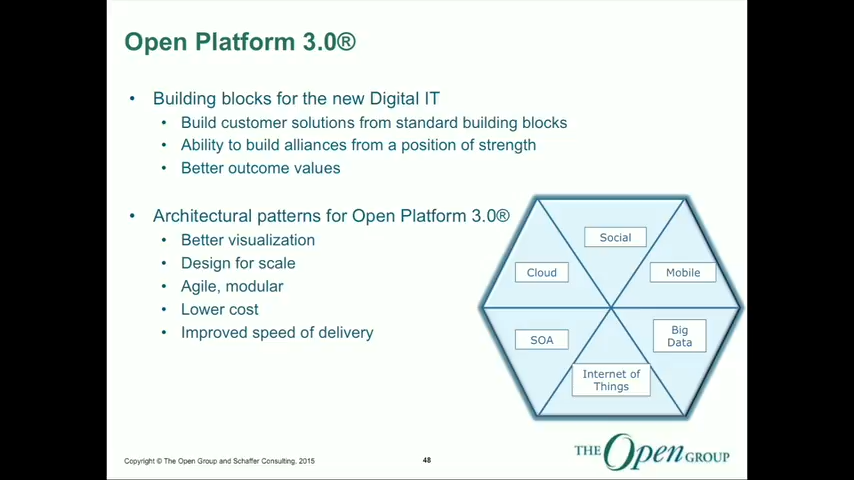 Open Platform 3.0®
• Building blocks for the new Digital IT
• Build customer solutions from standard building blocks
• Ability to build alliances from a position of strength
• Better outcome values
• Architectural patterns for Open Platform 3.0®
• Better visualization
• Design for scale
• Agile, modular
• Lower cost
• Improved speed of delivery
Social
Cloud
Mobile
SOA
Big
Data
Internet of
Things
Copyright © The Open Group and Schaffer Consulting, 2015
48
THE Open GROUP